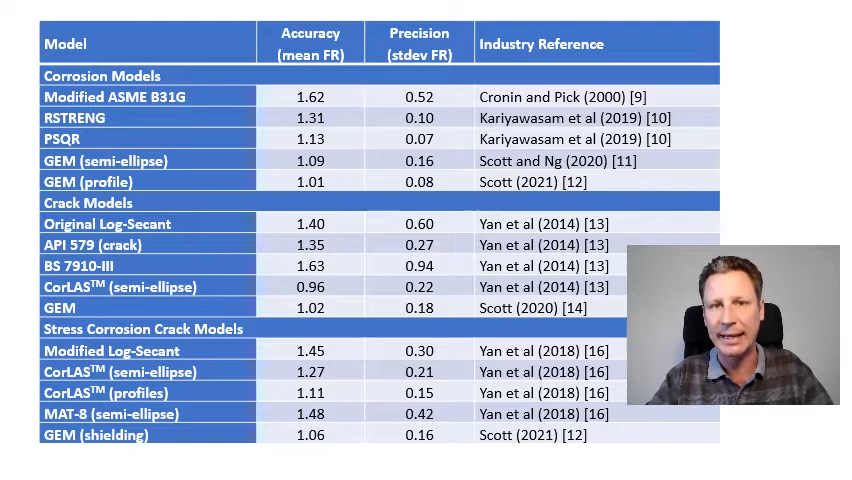 Model Accuracy (mean FR) Precision (stdev FR) Industry Reference
Corrosion Models
Modified ASME B31G 1.62 0.52 Cronin and Pick (2000) [9]
RSTRENG 1.31 0.10 Kariyawasam et al (2019) [10]
PSQR 1.13 0.07 Kariyawasam et al (2019) [10]
GEM (semi-ellipse) 1.09 0.16 Scott and Ng (2020) [11]
GEM (profile) 1.01 0.08 Scott (2021) [12]
Crack Models
Original Log-Secant 1.40 0.60 Yan et al (2014) [13]
API 579 (crack) 1.35 0.27 Yan et al (2014) [13]
BS 7910-III 1.63 0.94 Yan et al (2014) [13]
CorLAS™ (semi-ellipse) 0.96 0.22 Yan et al (2014) [13]
GEM 1.02 0.18 Scott (2020) [14]
Stress Corrosion Crack Models
Modified Log-Secant 1.45 0.30 Yan et al (2018) [16]
CorLAS™ (semi-ellipse) 1.27 0.21 Yan et al (2018) [16]
CorLAS™ (profiles) 1.11 0.15 Yan et al (2018) [16]
MAT-8 (semi-ellipse) 1.48 0.42 Yan et al (2018) [16]
GEM (shielding) 1.06 0.16 Scott (2021) [12]